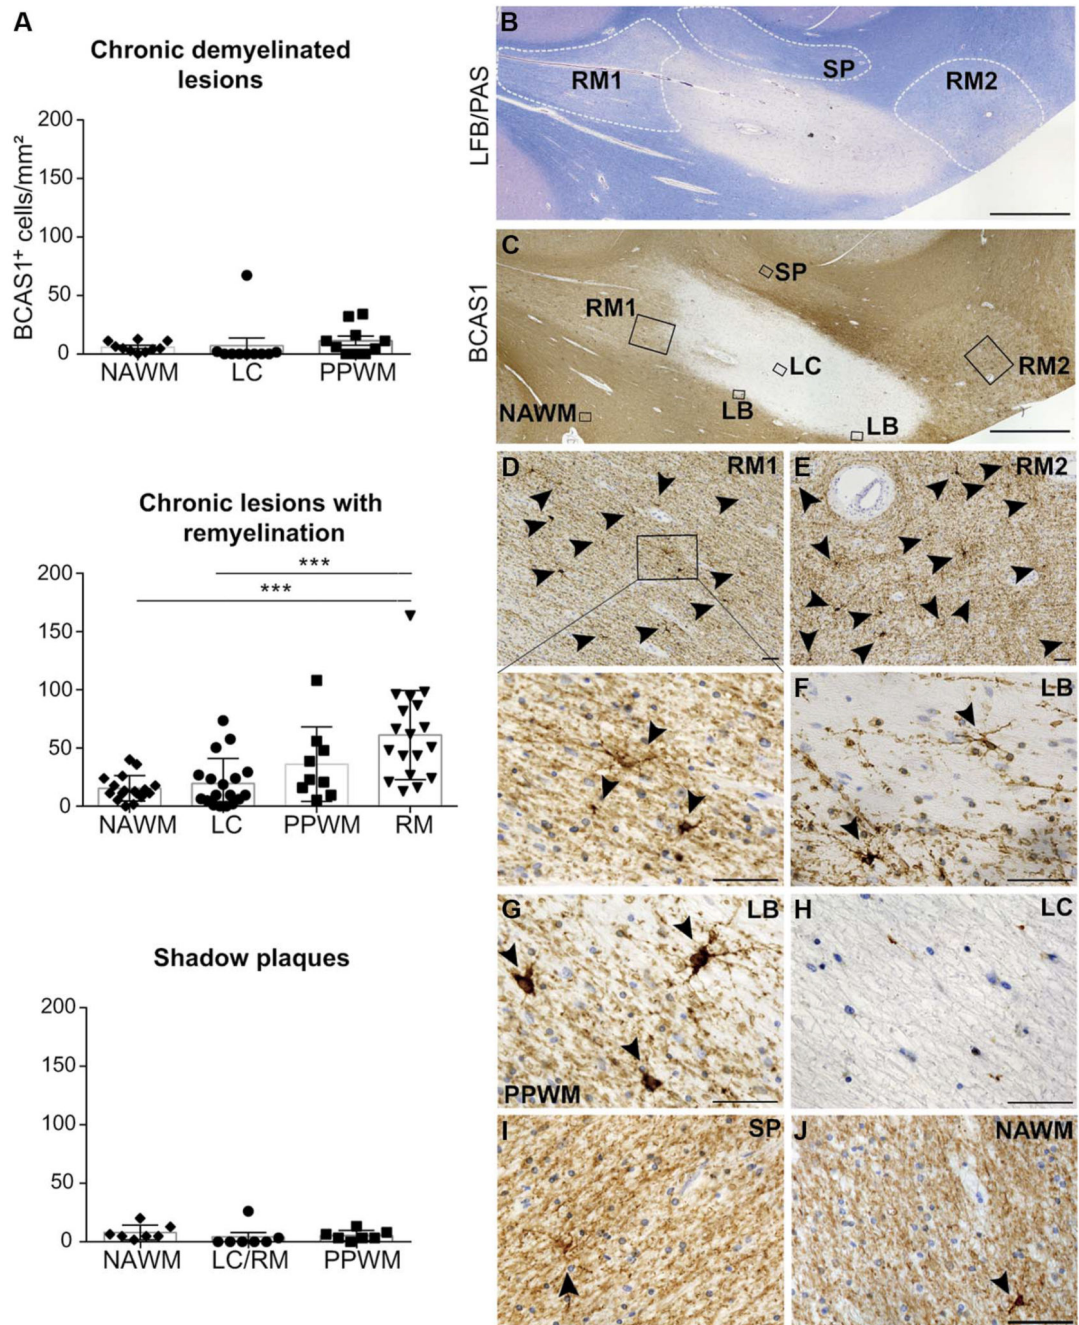 A
Chronic demyelinated
lesions
BCAS1⁺ cells/mm²
200
150
100
50
0
NAWM LC PPWM
Chronic lesions with
remyelination
***
***
200
150
100
50
0
NAWM LC PPWM RM
Shadow plaques
200
150
100
50
0
NAWM LC/RM PPWM
B
LFB/PAS
RM1
SP
RM2
C
BCAS1
SP
RM1
LC
RM2
NAWM
LB
LB
D RM1
E RM2
F LB
G LB
PPWM
H LC
I SP
J NAWM